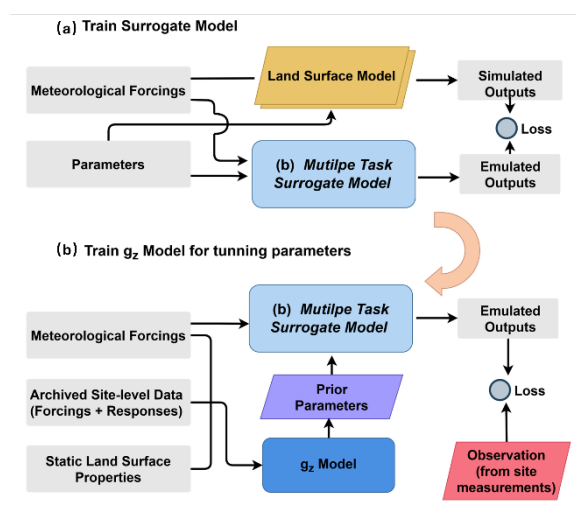 (a) Train Surrogate Model
Meteorological Forcings
Land Surface Model
Simulated
Outputs
Loss
Parameters
(b) Mutilpe Task
Surrogate Model
Emulated
Outputs
(b) Train gz Model for tunning parameters
(b) Mutilpe Task
Surrogate Model
Emulated
Outputs
Meteorological Forcings
Archived Site-level Data
(Forcings + Responses)
Prior
Parameters
Loss
Static Land Surface
Properties
gz Model
Observation
(from site
measurements)